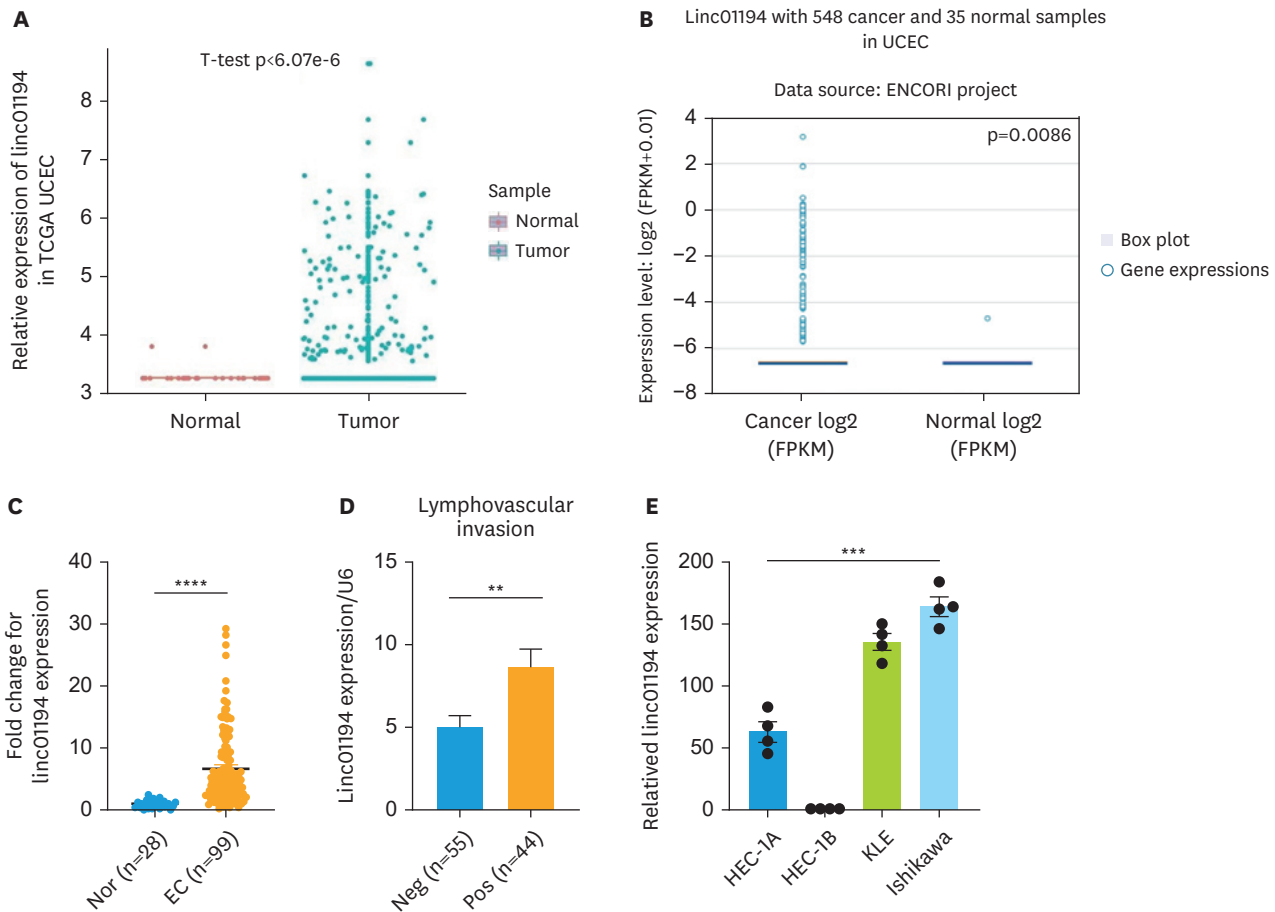 A
T-test p<6.07e-6
Relative expression of linc01194
in TCGA UCEC
8
7
6
5
4
3
Normal
Tumor
Sample
Normal
Tumor
B
Linc01194 with 548 cancer and 35 normal samples
in UCEC
Data source: ENCORI project
p=0.0086
Experssion level: log2 (FPKM+0.01)
4
2
0
−2
−4
−6
−8
Cancer log2
(FPKM)
Normal log2
(FPKM)
Box plot
Gene expressions
C
Fold change for
linc01194 expression
40
30
20
10
0
****
Nor (n=28)
EC (n=99)
D
Lymphovascular
invasion
Linc01194 expression/U6
15
10
5
0
**
Neg (n=55)
Pos (n=44)
E
Relatived linc01194 expression
200
150
100
50
0
***
HEC-1A
HEC-1B
KLE
Ishikawa